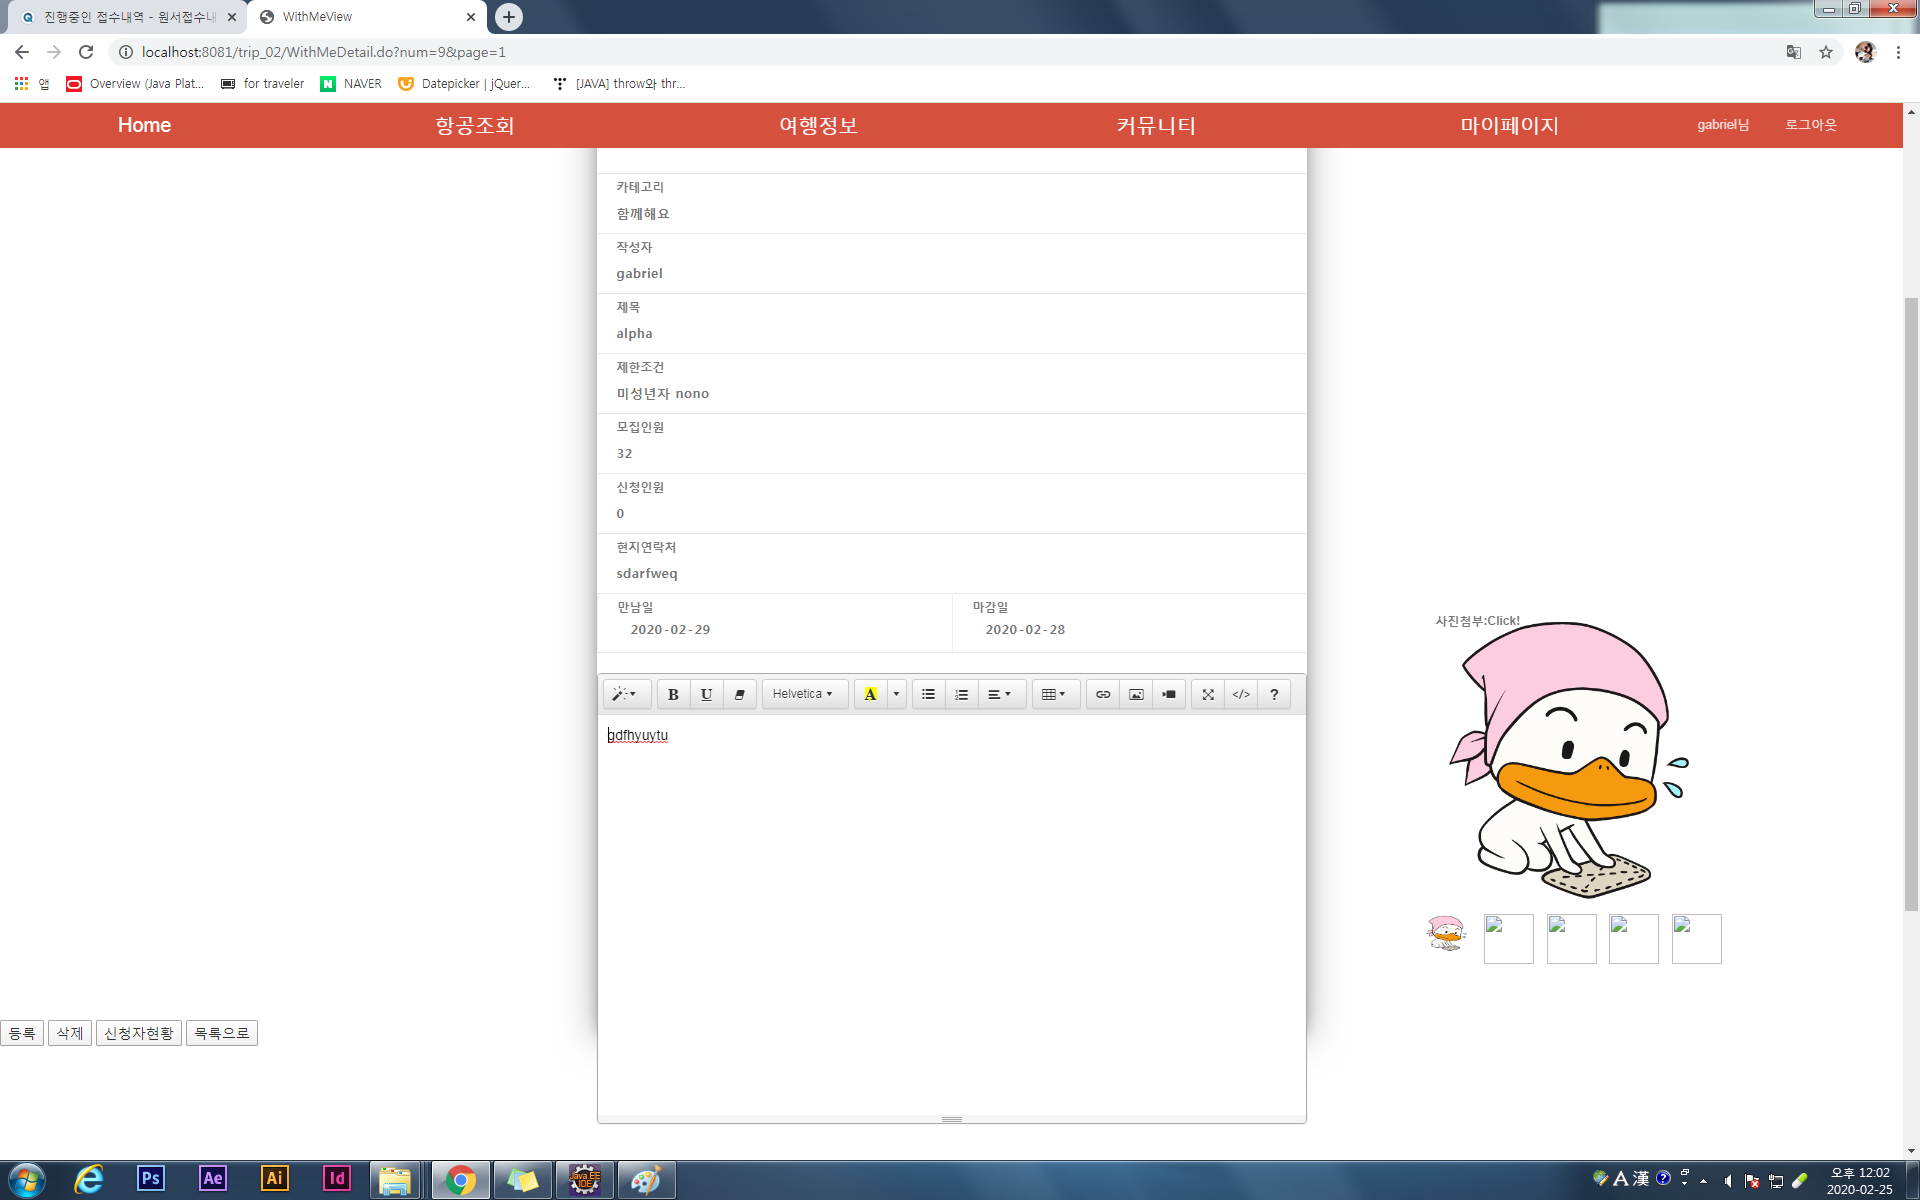 진행중인 접수내역 - 원서접수내
WithMeView
localhost:8081/trip_02/WithMeDetail.do?num=9&page=1
앱
Overview (Java Plat...
for traveler
NAVER
Datepicker | jQuer...
[JAVA] throw와 thr...
Home
항공조회
여행정보
커뮤니티
마이페이지
gabriel님
로그아웃
카테고리
함께해요
작성자
gabriel
제목
alpha
제한조건
미성년자 nono
모집인원
32
신청인원
0
현지연락처
sdarfweq
만남일
마감일
2020-02-29
2020-02-28
사진첨부:Click!
B U Helvetica A </> ?
gdfhyuytu
등록
삭제
신청자현황
목록으로
Ps
Ae
Ai
Id
Java EE
IDE
A 漢
오후 12:02
2020-02-25